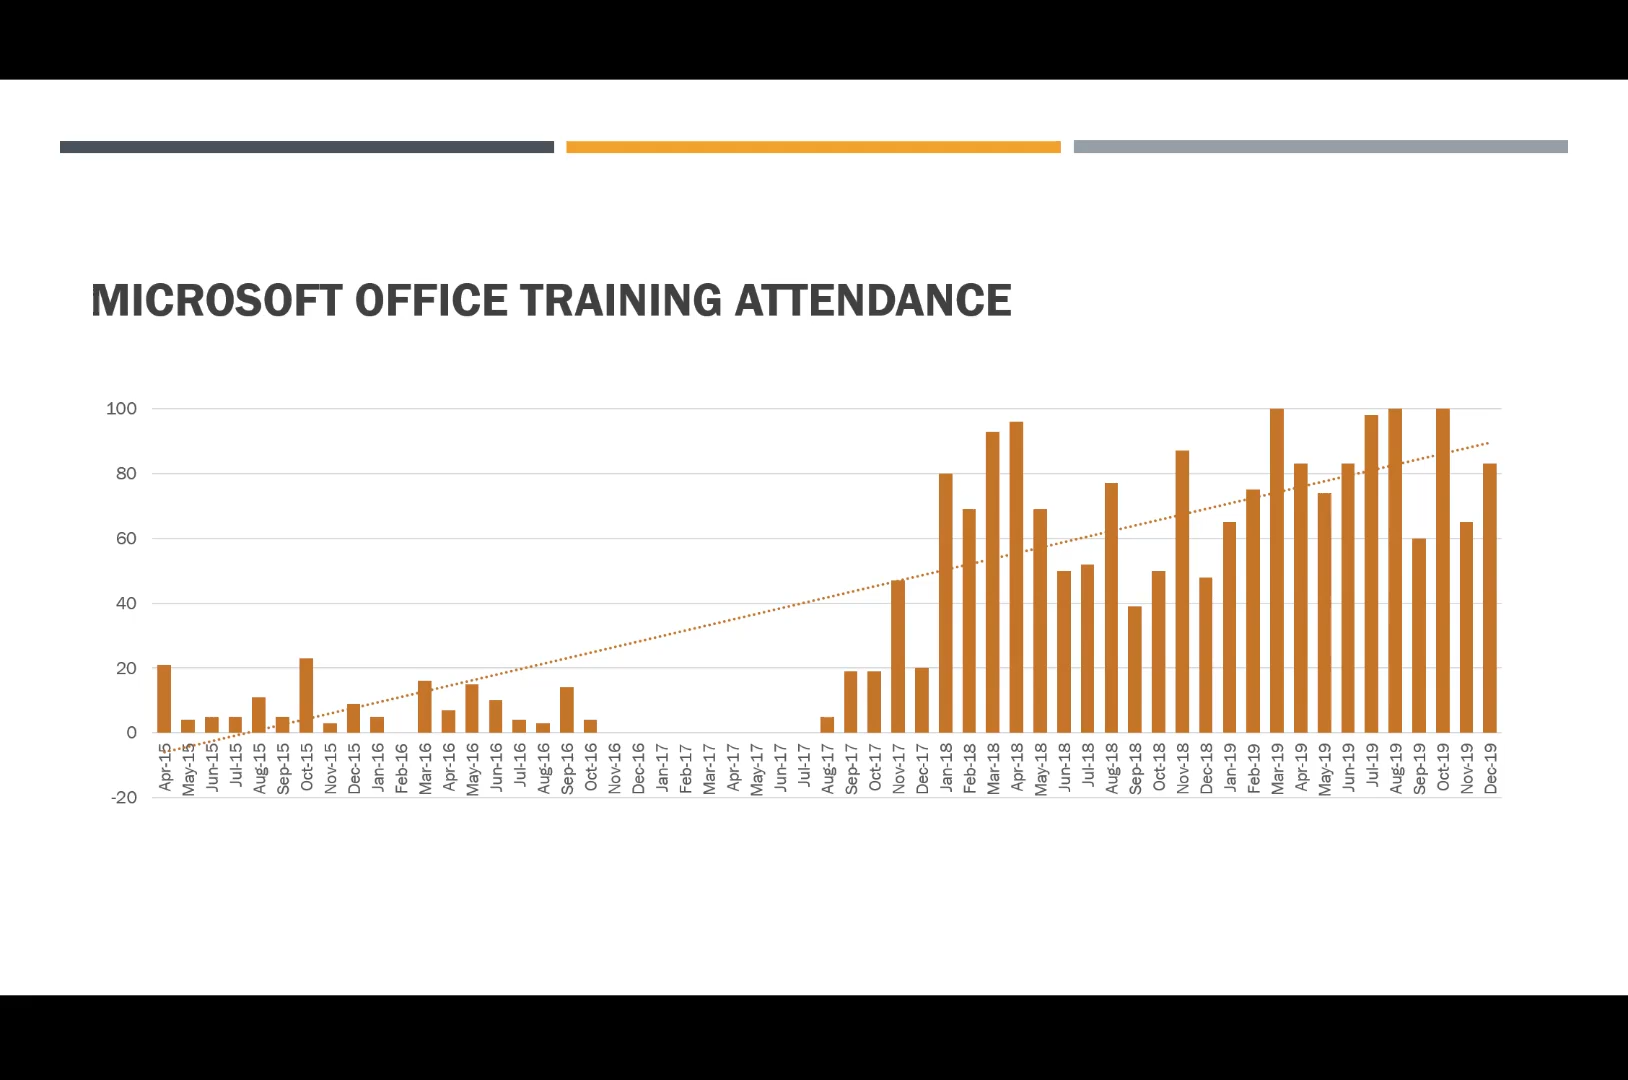 MICROSOFT OFFICE TRAINING ATTENDANCE
100
80
60
40
20
0
-20
Apr-15
May-15
Jun-15
Jul-15
Aug-15
Sep-15
Oct-15
Nov-15
Dec-15
Jan-16
Feb-16
Mar-16
Apr-16
May-16
Jun-16
Jul-16
Aug-16
Sep-16
Oct-16
Nov-16
Dec-16
Jan-17
Feb-17
Mar-17
Apr-17
May-17
Jun-17
Jul-17
Aug-17
Sep-17
Oct-17
Nov-17
Dec-17
Jan-18
Feb-18
Mar-18
Apr-18
May-18
Jun-18
Jul-18
Aug-18
Sep-18
Oct-18
Nov-18
Dec-18
Jan-19
Feb-19
Mar-19
Apr-19
May-19
Jun-19
Jul-19
Aug-19
Sep-19
Oct-19
Nov-19
Dec-19